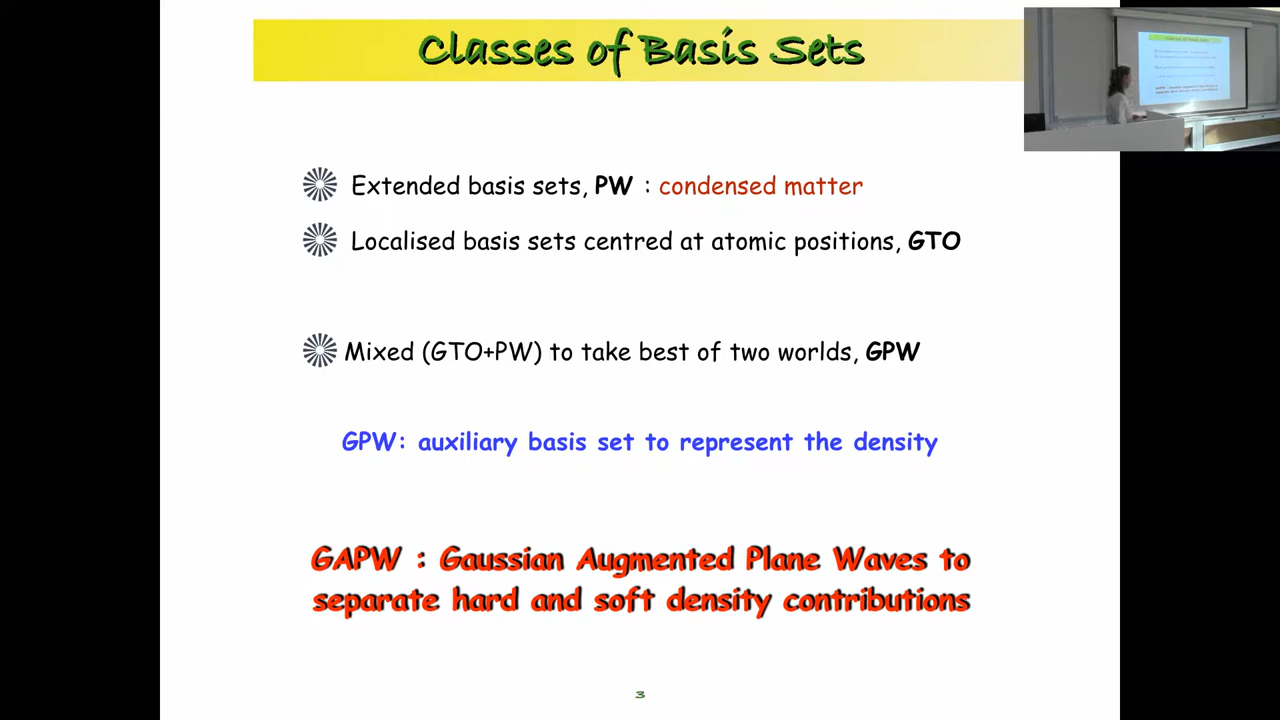 Classes of Basis Sets
Extended basis sets, PW : condensed matter
Localised basis sets centred at atomic positions, GTO
Mixed (GTO+PW) to take best of two worlds, GPW
GPW: auxiliary basis set to represent the density
GAPW : Gaussian Augmented Plane Waves to
separate hard and soft density contributions
3